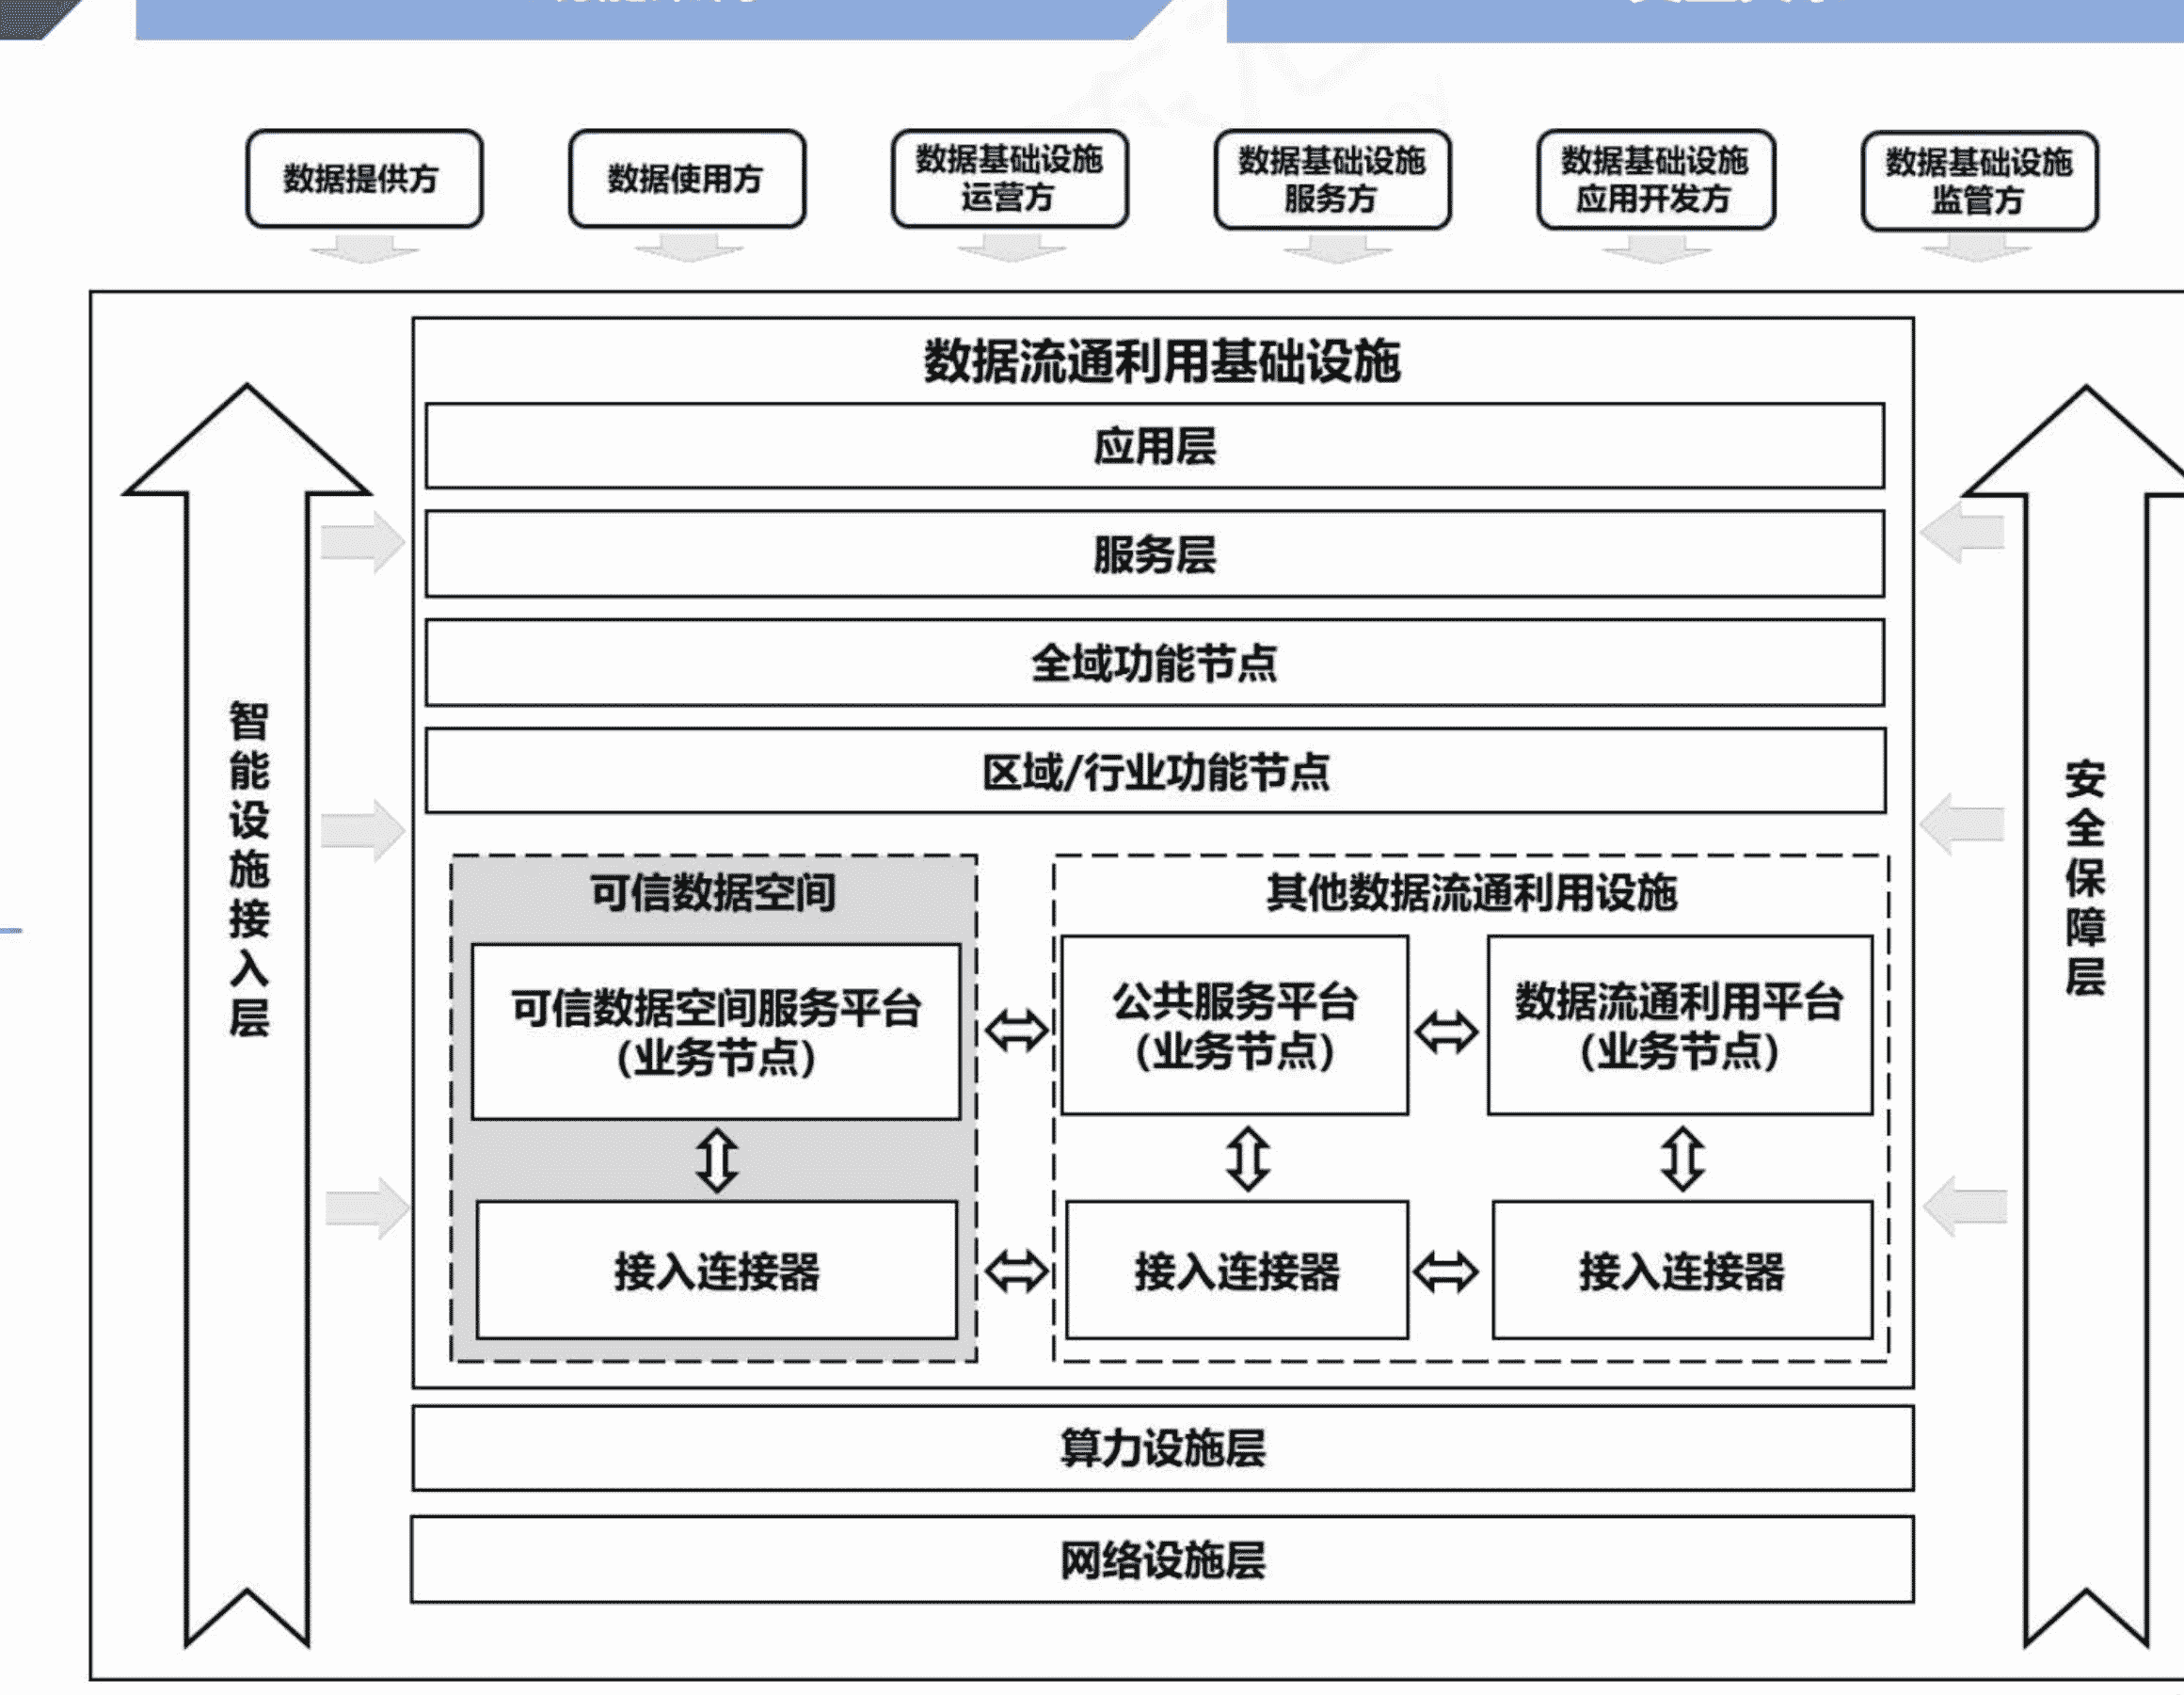 数据提供方
数据使用方
数据基础设施
运营方
数据基础设施
服务方
数据基础设施
应用开发方
数据基础设施
监管方
数据流通利用基础设施
应用层
服务层
全域功能节点
区域/行业功能节点
智能设施接入层
安全保障层
可信数据空间
可信数据空间服务平台
(业务节点)
接入连接器
其他数据流通利用设施
公共服务平台
(业务节点)
数据流通利用平台
(业务节点)
接入连接器
接入连接器
算力设施层
网络设施层